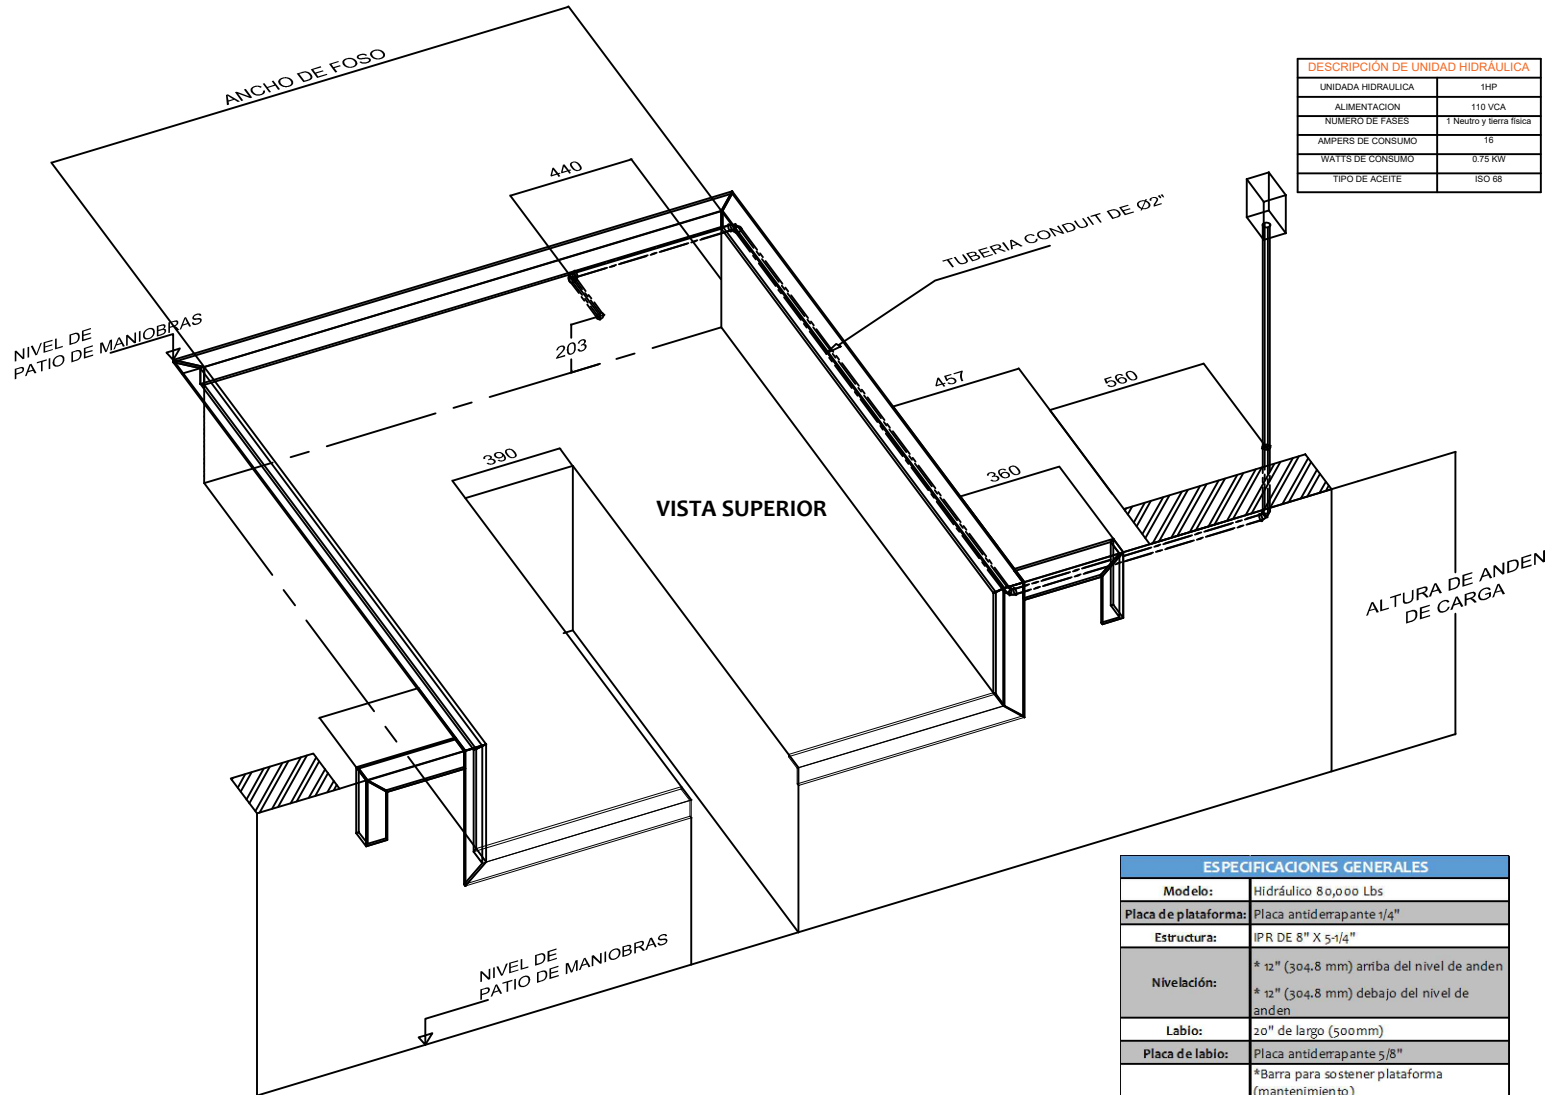 ANCHO DE FOSO
DESCRIPCIÓN DE UNIDAD HIDRÁULICA
UNIDADA HIDRAULICA 1HP
ALIMENTACION 110 VCA
NUMERO DE FASES 1 Neutro y tierra física
AMPERS DE CONSUMO 16
WATTS DE CONSUMO 0.75 KW
TIPO DE ACEITE ISO 68
440
TUBERIA CONDUIT DE Ø2"
NIVEL DE
PATIO DE MANIOBRAS
203
457
560
390
360
VISTA SUPERIOR
ALTURA DE ANDEN
DE CARGA
NIVEL DE
PATIO DE MANIOBRAS
ESPECIFICACIONES GENERALES
Modelo: Hidráulico 80,000 Lbs
Placa de plataforma: Placa antiderrapante 1/4"
Estructura: IPR DE 8" X 5-1/4"
Nivelación: * 12" (304.8 mm) arriba del nivel de anden
* 12" (304.8 mm) debajo del nivel de
anden
Labio: 20" de largo (500mm)
Placa de labio: Placa antiderrapante 5/8"
*Barra para sostener plataforma
(mantenimiento)